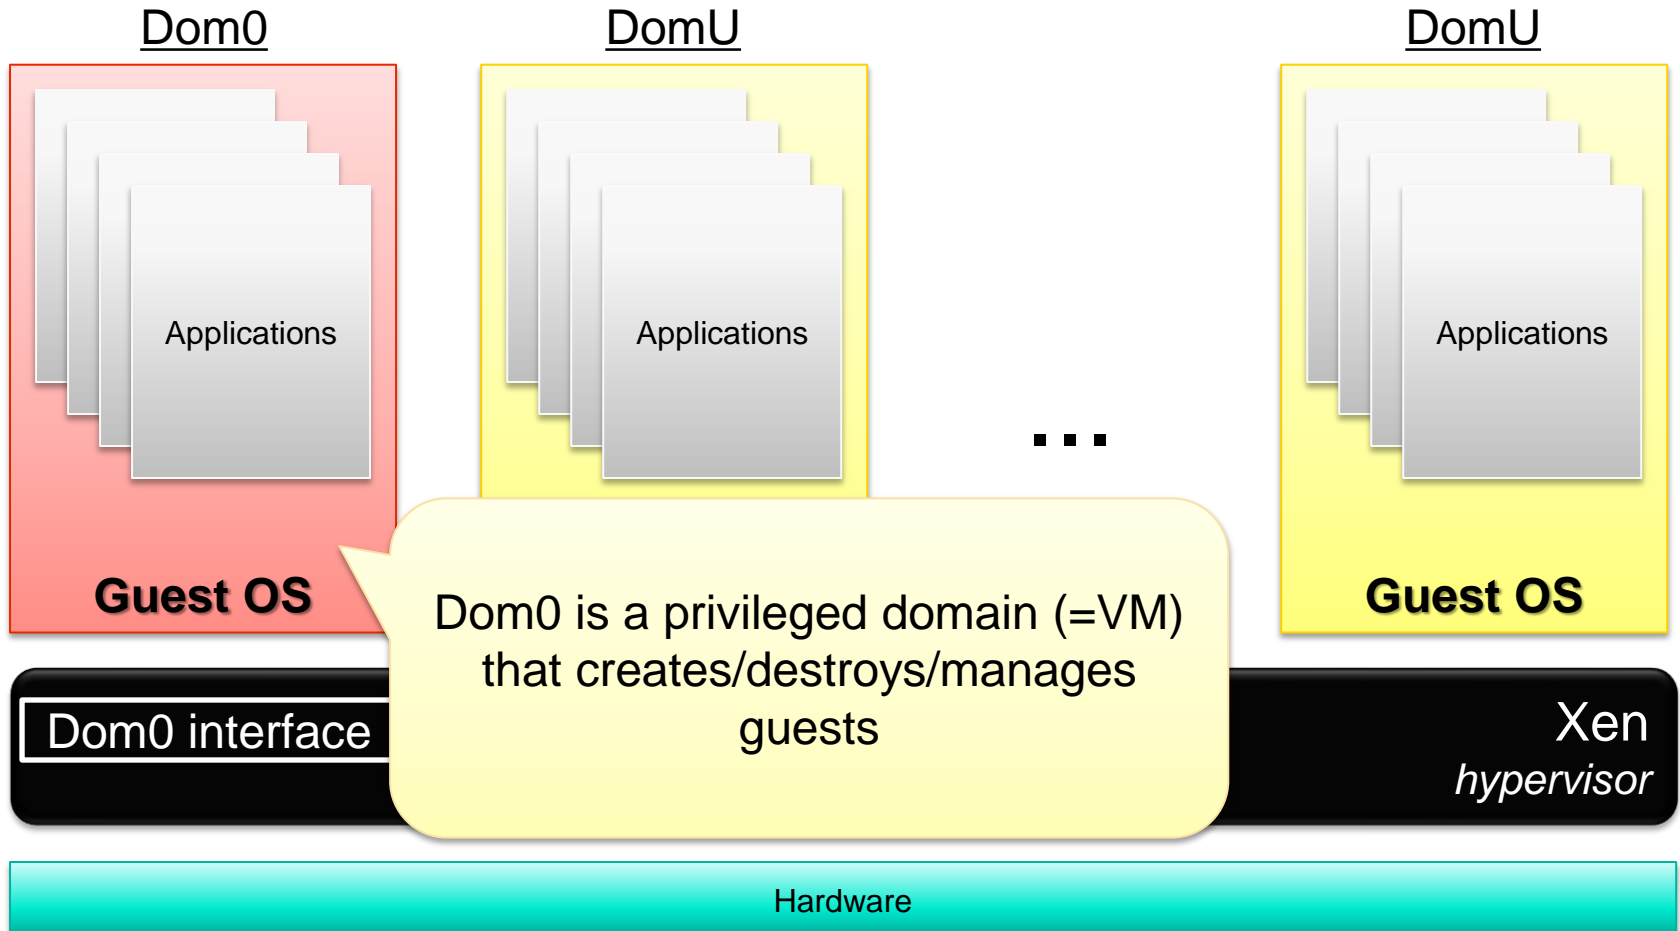 Dom0
DomU
DomU
Applications
Applications
Applications
...
Guest OS
Guest OS
Dom0 is a privileged domain (=VM)
that creates/destroys/manages
guests
Dom0 interface
Xen
hypervisor
Hardware